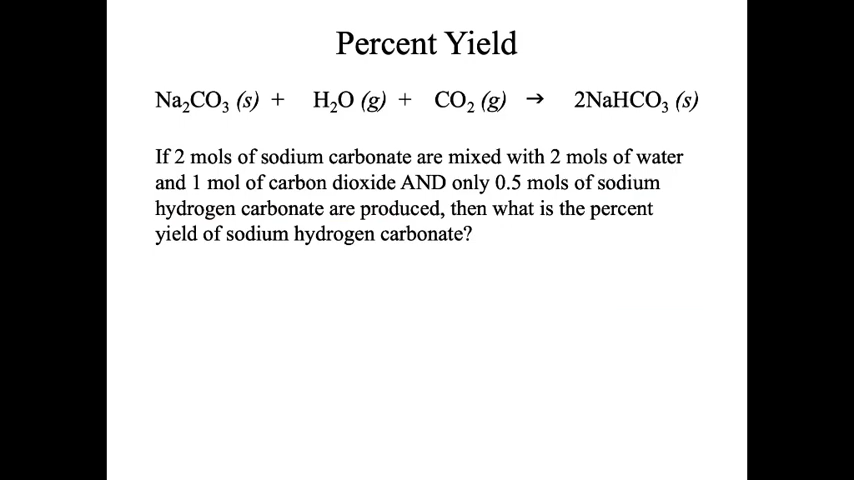 Percent Yield
Na₂CO₃ (s) + H₂O (g) + CO₂ (g) → 2NaHCO₃ (s)
If 2 mols of sodium carbonate are mixed with 2 mols of water
and 1 mol of carbon dioxide AND only 0.5 mols of sodium
hydrogen carbonate are produced, then what is the percent
yield of sodium hydrogen carbonate?